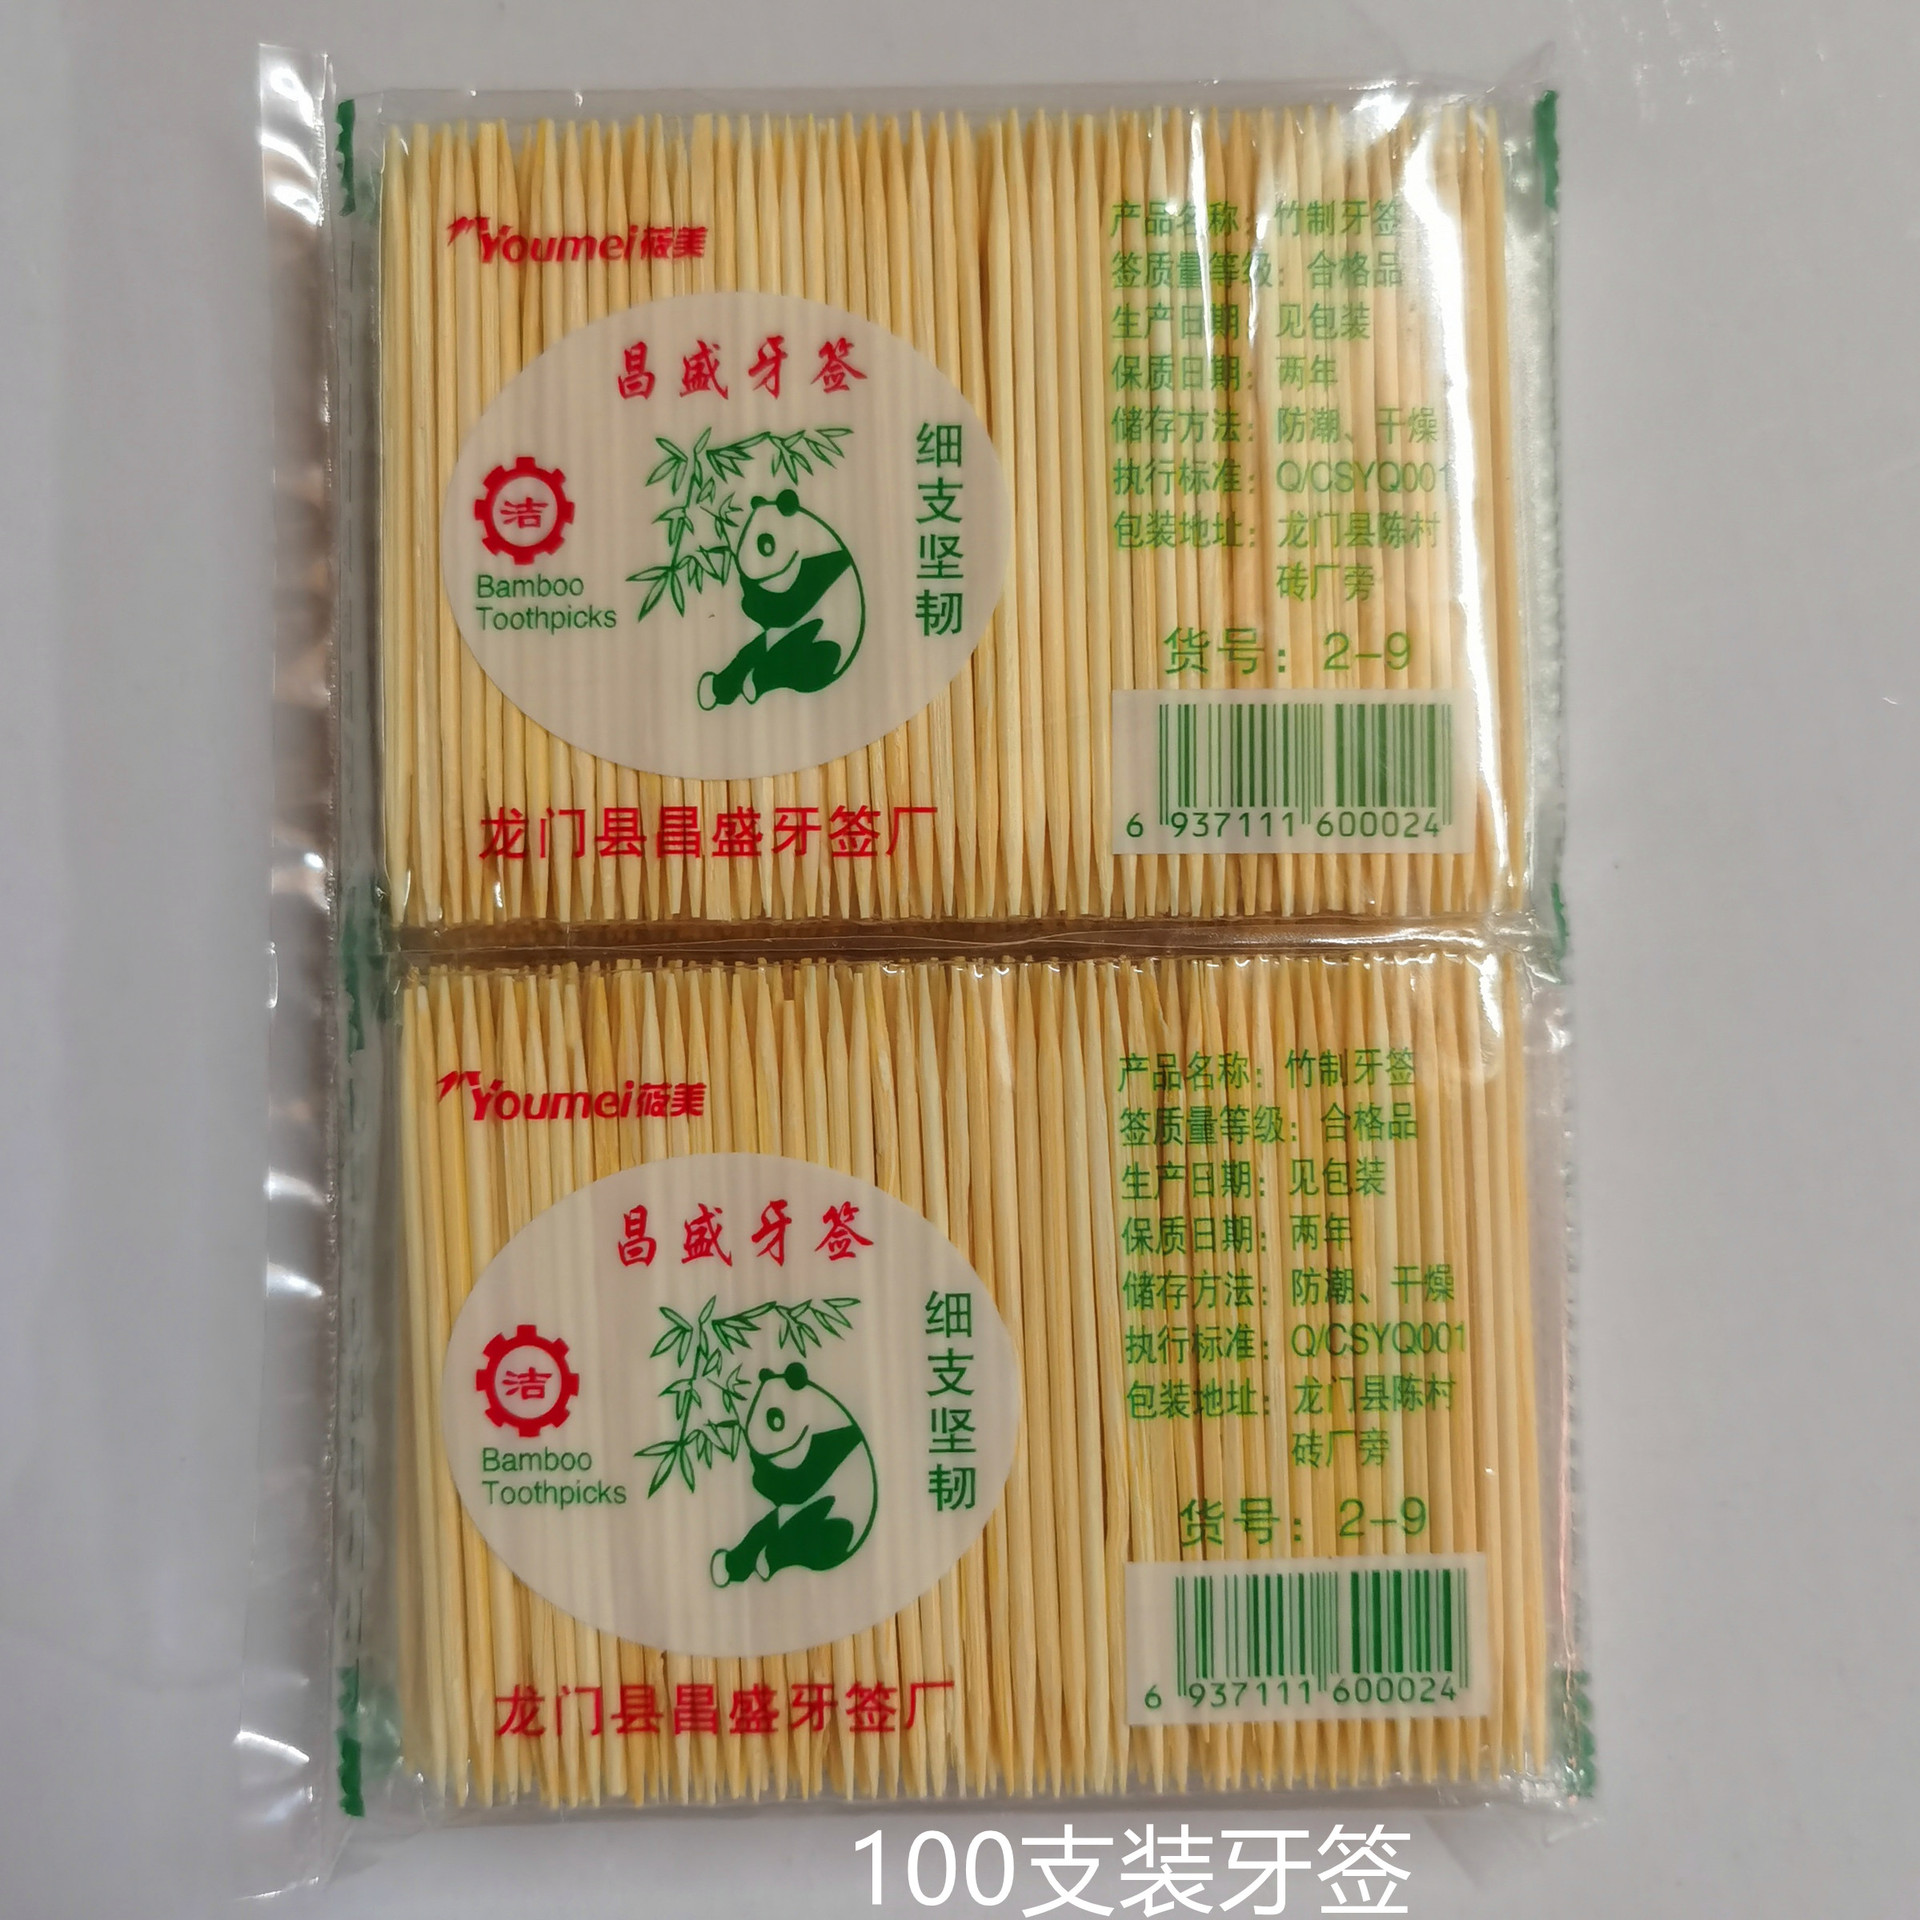 Youmei莜美
昌盛牙签
洁
Bamboo
Toothpicks
细支坚韧
龙门县昌盛牙签厂
产品名称：竹制牙签
签质量等级：合格品
生产日期：见包装
保质日期：两年
储存方法：防潮、干燥
执行标准：Q/CSYQ001
包装地址：龙门县陈村
砖厂旁
货号：2-9
6 937111 600024
Youmei莜美
昌盛牙签
洁
Bamboo
Toothpicks
细支坚韧
龙门县昌盛牙签厂
产品名称：竹制牙签
签质量等级：合格品
生产日期：见包装
保质日期：两年
储存方法：防潮、干燥
执行标准：Q/CSYQ001
包装地址：龙门县陈村
砖厂旁
货号：2-9
6 937111 600024
100支装牙签